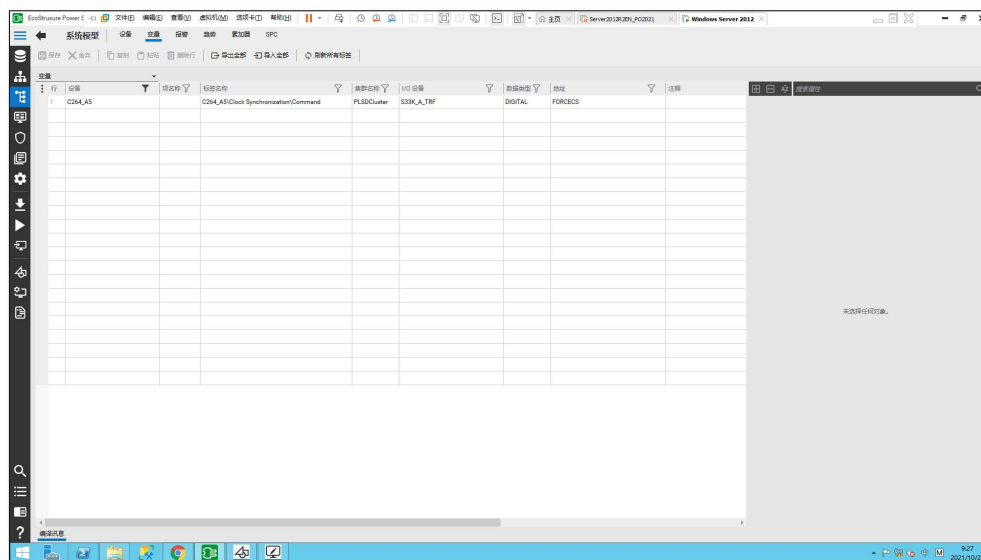 EcoStruxure Power S 文件(F) 编辑(E) 查看(V) 虚拟机(M) 选项卡(T) 帮助(H) 主页 Server2012R2EN_PO2021 Windows Server 2012
系统模型 设备 变量 报警 趋势 累加器 SPC
保存 舍弃 复制 粘贴 删除行 导出全部 导入全部 刷新所有标签
变量
行 设备 项名称 标签名称 集群名称 I/O 设备 数据类型 地址 注释 搜索属性
1 C264_A5 C264_A5\Clock Synchronization\Command PLSDCluster S33K_A_TRF DIGITAL FORCECS
未选择任何对象。
编译讯息
9:27
2021/10/2